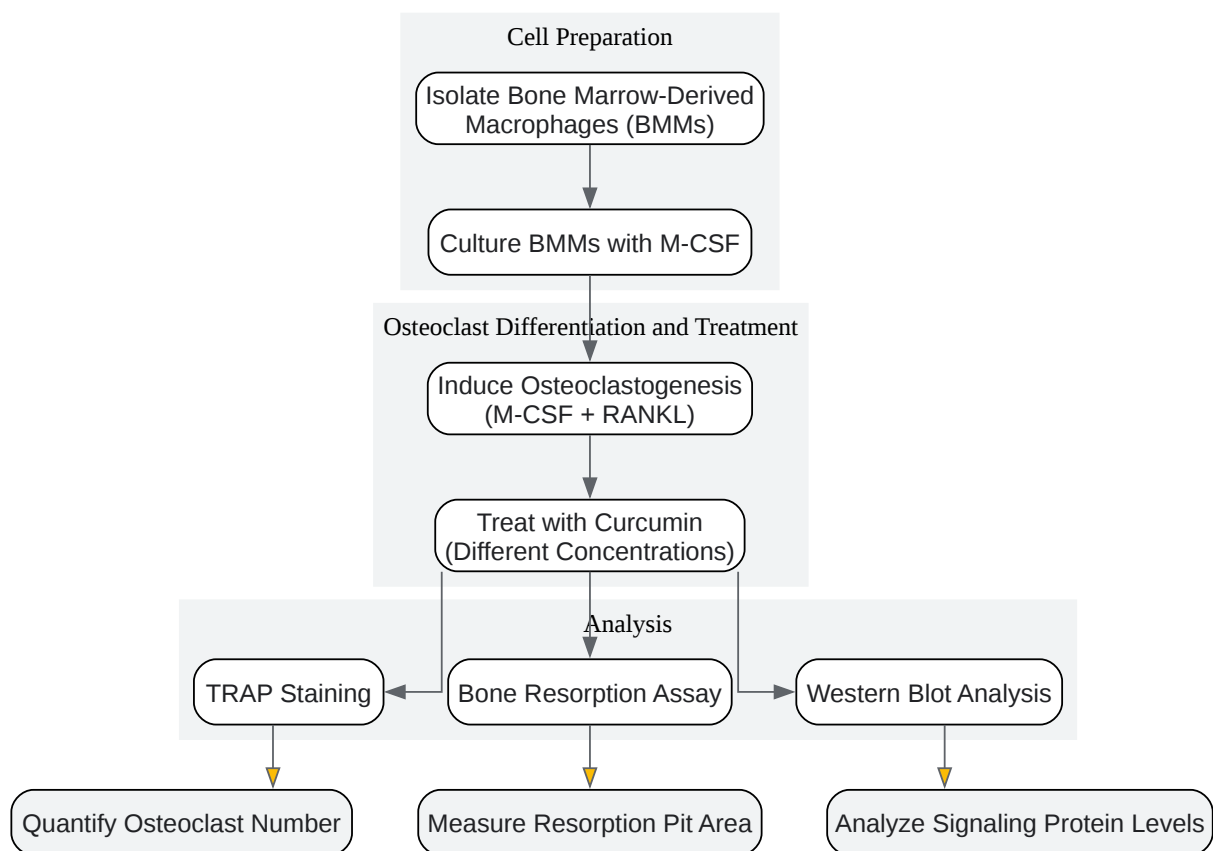 Cell Preparation
Isolate Bone Marrow-Derived
Macrophages (BMMs)
Culture BMMs with M-CSF
Osteoclast Differentiation and Treatment
Induce Osteoclastogenesis
(M-CSF + RANKL)
Treat with Curcumin
(Different Concentrations)
Analysis
TRAP Staining
Bone Resorption Assay
Western Blot Analysis
Quantify Osteoclast Number
Measure Resorption Pit Area
Analyze Signaling Protein Levels